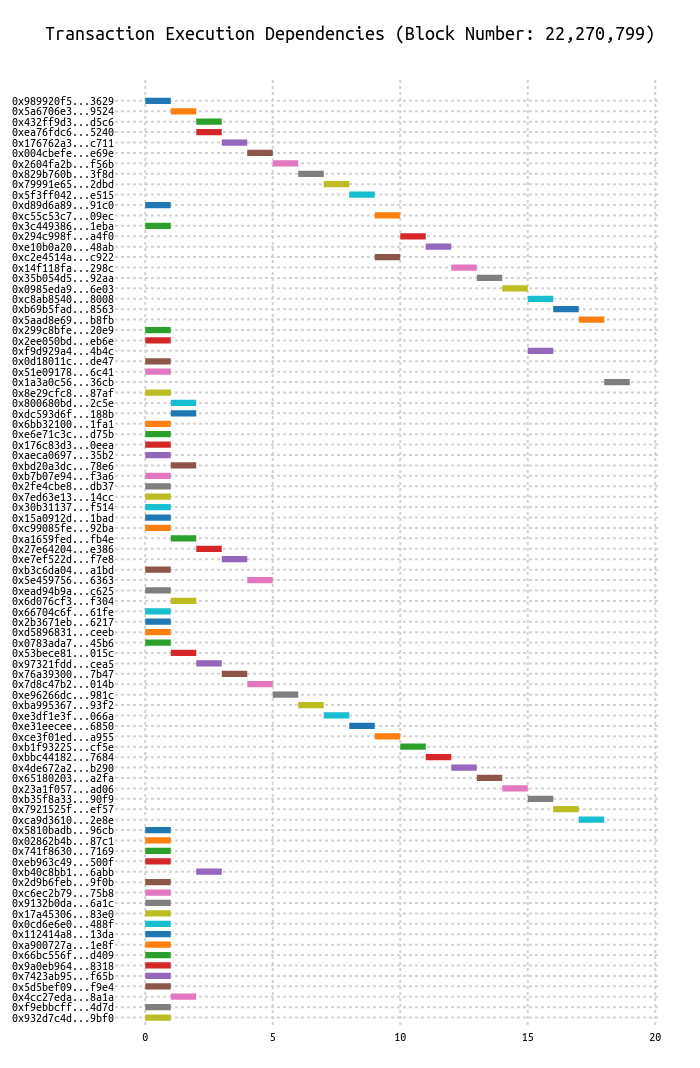 Transaction Execution Dependencies (Block Number: 22,270,799)
0x989920f5...3629
0x5a6706e3...9524
0x432ff9d3...d5c6
0xea76fdc6...5240
0x176762a3...c711
0x004cbefe...e69e
0x2604fa2b...f56b
0x829b760b...3f8d
0x79991e65...2dbd
0x5f3ff042...e515
0xd89d6a89...91c0
0xc55c53c7...09ec
0x3c449386...1eba
0x294c998f...a4f0
0xe10b0a20...48ab
0xc2e4514a...c922
0x14f118fa...298c
0x35b054d5...92aa
0x0985eda9...6e03
0xc8ab8540...8008
0xb69b5fad...8563
0x5aad8e69...b8fb
0x299c8bfe...20e9
0x2ee050bd...eb6e
0xf9d929a4...4b4c
0x0d18011c...de47
0x51e09178...6c41
0x1a3a0c56...36cb
0x8e29cfc8...87af
0x800680bd...2c5e
0xdc593d6f...188b
0x6bb32100...1fa1
0xe6e71c3c...d75b
0x176c83d3...0eea
0xaeca0697...35b2
0xbd20a3dc...78e6
0xb7b07e94...f3a6
0x2fe4cbe8...db37
0x7ed63e13...14cc
0x30b31137...f514
0x15a0912d...1bad
0xc99085fe...92ba
0xa1659fed...fb4e
0x27e64204...e386
0xe7ef522d...f7e8
0xb3c6da04...a1bd
0x5e459756...6363
0xead94b9a...c625
0x6d076cf3...f304
0x66704c6f...61fe
0x2b3671eb...6217
0xd5896831...ceeb
0x0783ada7...45b6
0x53bece81...015c
0x97321fdd...cea5
0x76a39300...7b47
0x7d8c47b2...014b
0xe96266dc...981c
0xba995367...93f2
0xe3df1e3f...066a
0xe31eecee...6850
0xce3f01ed...a955
0xb1f93225...cf5e
0xbbc44182...7684
0x4de672a2...b290
0x65180203...a2fa
0x23a1f057...ad06
0xb35f8a33...90f9
0x7921525f...ef57
0xca9d3610...2e8e
0x5810badb...96cb
0x02862b4b...87c1
0x741f8630...7169
0xeb963c49...500f
0xb40c8bb1...6abb
0x2d9b6feb...9f0b
0xc6ec2b79...75b8
0x9132b0da...6a1c
0x17a45306...83e0
0x0cd6e6e0...488f
0x112414a8...13da
0xa900727a...1e8f
0x66bc556f...d409
0x9a0eb964...8318
0x7423ab95...f65b
0x5d5bef09...f9e4
0x4cc27eda...8a1a
0xf9ebbcff...4d7d
0x932d7c4d...9bf0
0 5 10 15 20